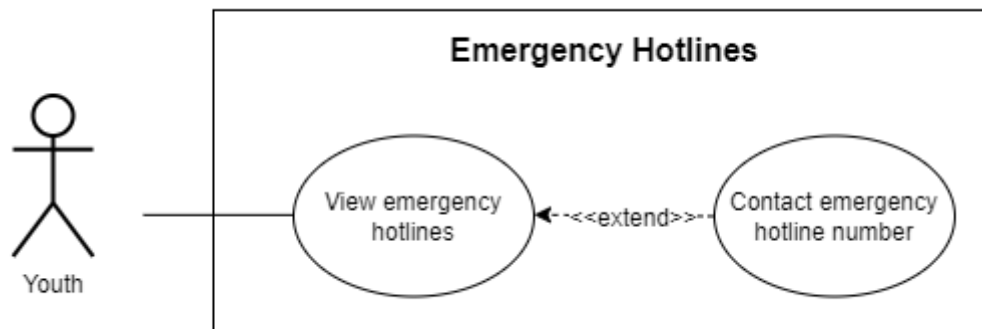 Emergency Hotlines
View emergency
hotlines
<<extend>>
Contact emergency
hotline number
Youth